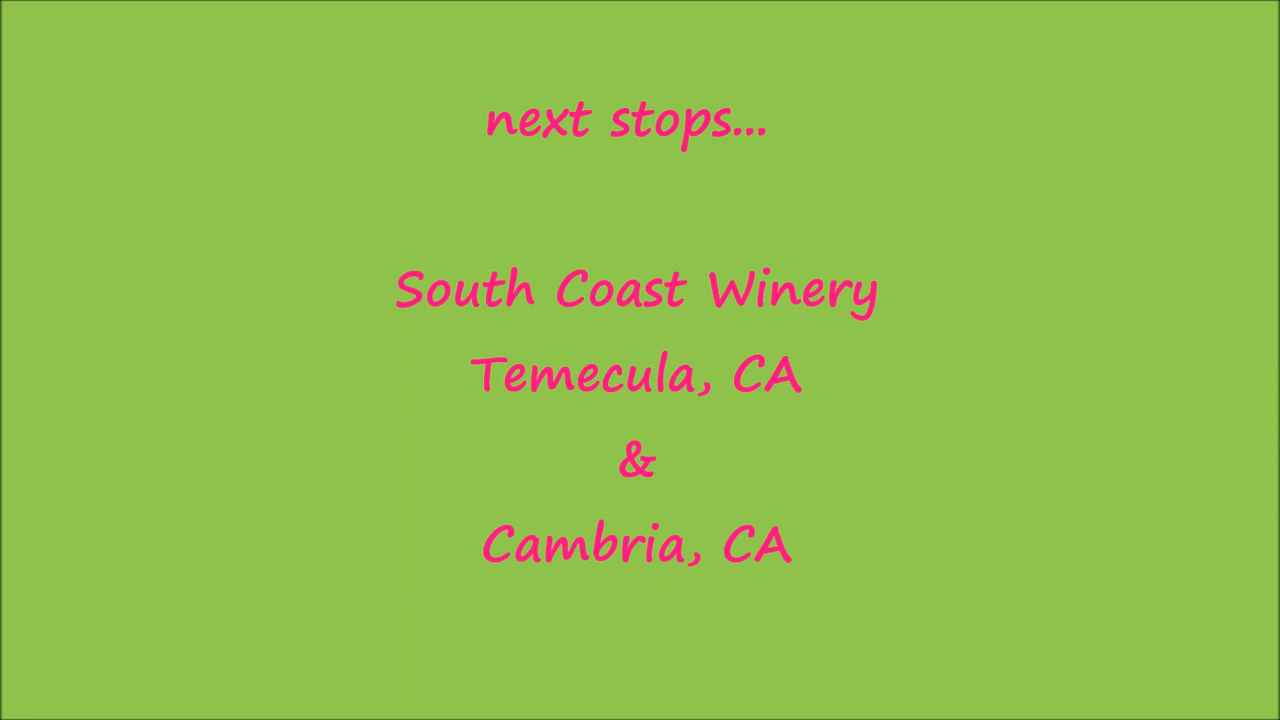 next stops...
South Coast Winery
Temecula, CA
&
Cambria, CA